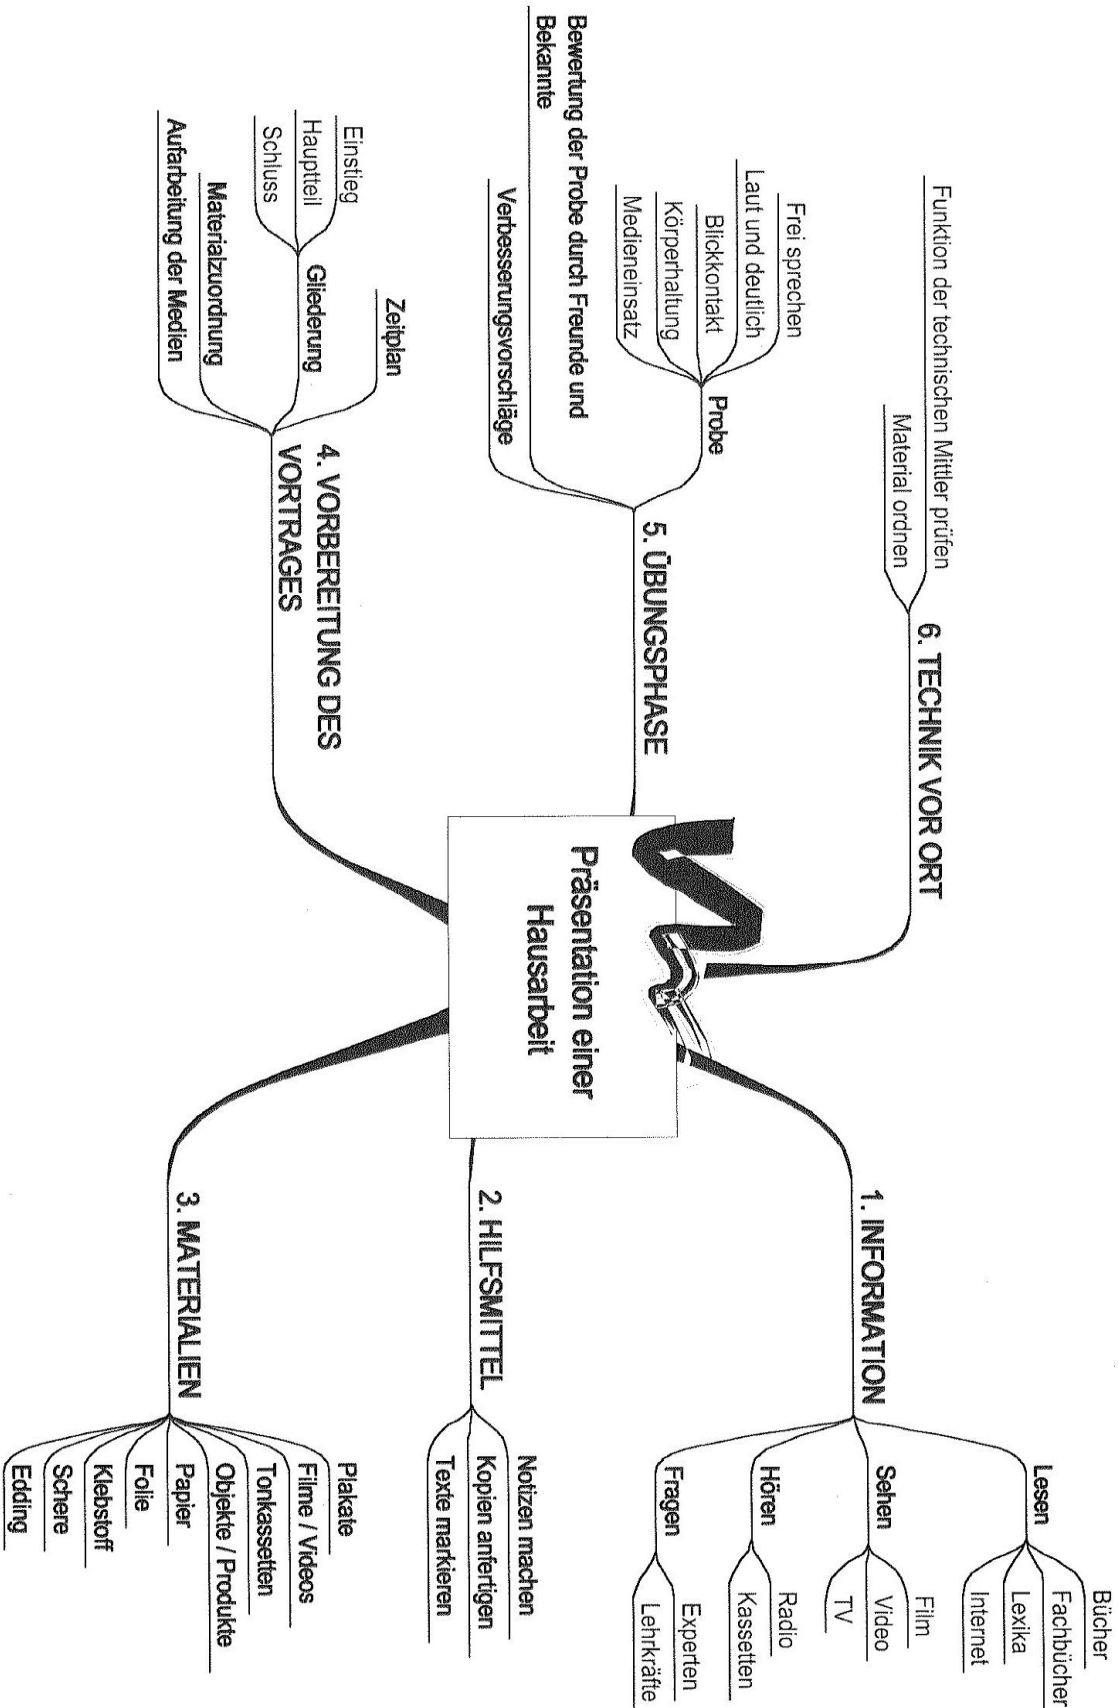 Präsentation einer
Hausarbeit
1. INFORMATION
Lesen
Bücher
Fachbücher
Lexika
Internet
Sehen
Film
Video
TV
Hören
Radio
Kassetten
Fragen
Experten
Lehrkräfte
2. HILFSMITTEL
Notizen machen
Kopien anfertigen
Texte markieren
3. MATERIALIEN
Plakate
Filme / Videos
Tonkassetten
Objekte / Produkte
Papier
Folie
Klebstoff
Schere
Edding
4. VORBEREITUNG DES
VORTRAGES
Zeitplan
Gliederung
Einstieg
Hauptteil
Schluss
Materialzuordnung
Aufarbeitung der Medien
5. ÜBUNGSPHASE
Probe
Frei sprechen
Laut und deutlich
Blickkontakt
Körperhaltung
Medieneinsatz
Bewertung der Probe durch Freunde und
Bekannte
Verbesserungsvorschläge
6. TECHNIK VOR ORT
Funktion der technischen Mittler prüfen
Material ordnen